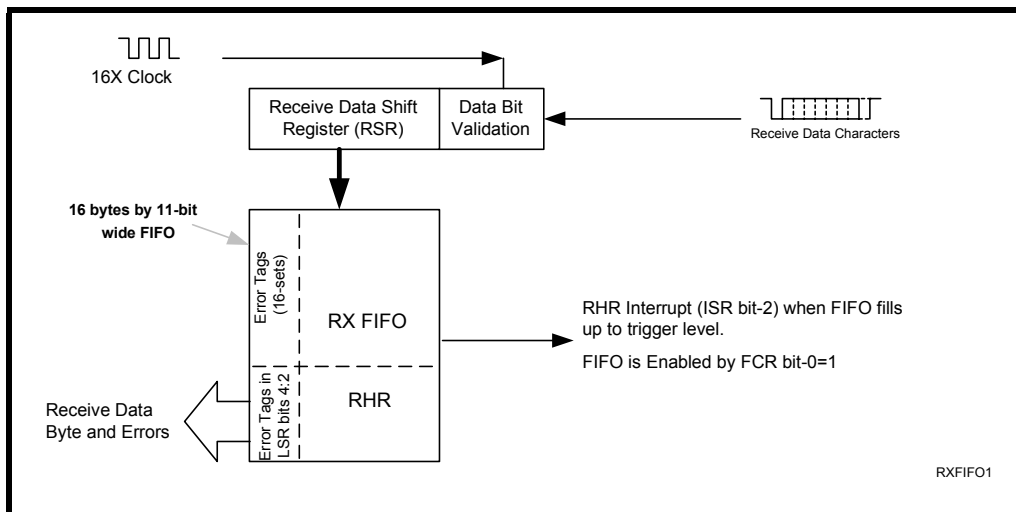 16X Clock
Receive Data Shift
Register (RSR)
Data Bit
Validation
Receive Data Characters
16 bytes by 11-bit
wide FIFO
Error Tags
(16-sets)
RX FIFO
RHR Interrupt (ISR bit-2) when FIFO fills
up to trigger level.
FIFO is Enabled by FCR bit-0=1
Error Tags in
LSR bits 4:2
RHR
Receive Data
Byte and Errors
RXFIFO1